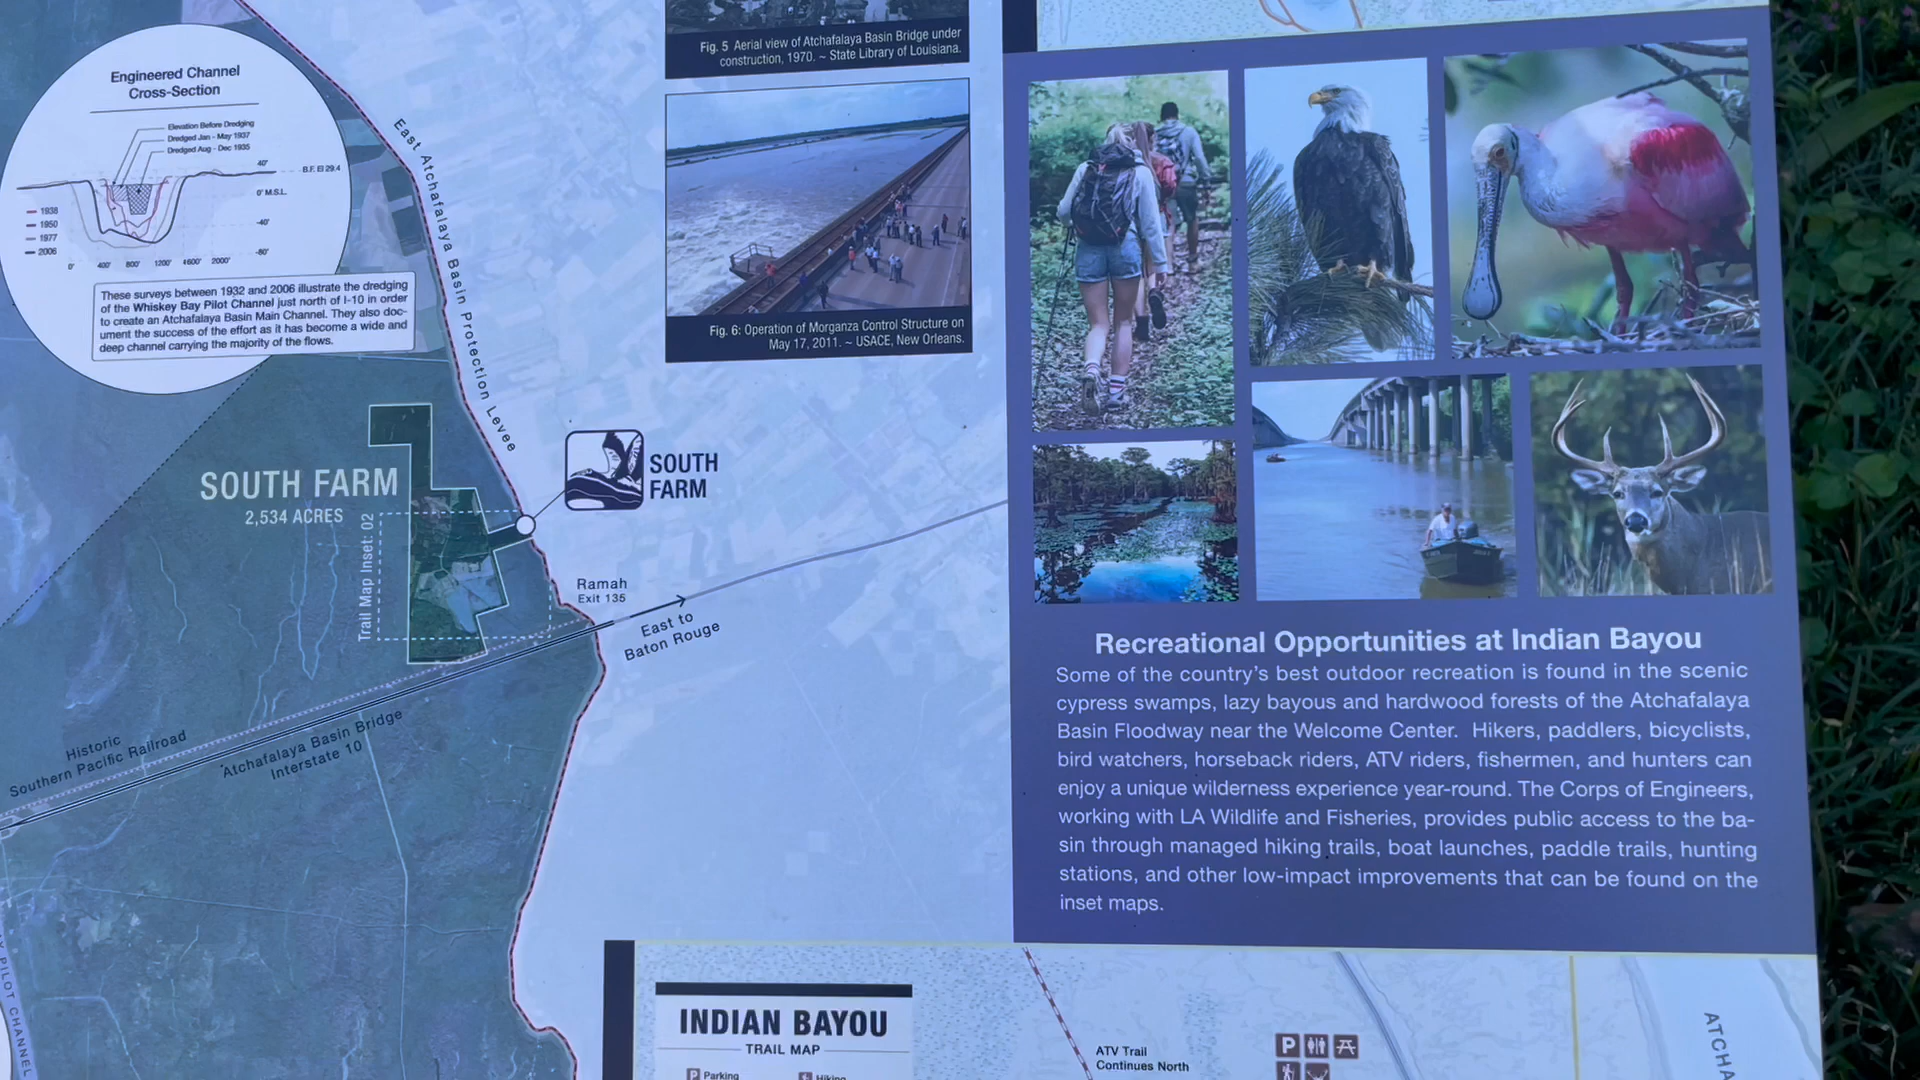 Engineered Channel
Cross-Section
Elevation Before Dredging
Dredged Jan - May 1937
Dredged Aug - Dec 1935
40'
B.F. El 29.4
0' M.S.L.
-40'
-80'
1938
1950
1977
2006
0' 400' 800' 1200' 1600' 2000'
These surveys between 1932 and 2006 illustrate the dredging
of the Whiskey Bay Pilot Channel just north of I-10 in order
to create an Atchafalaya Basin Main Channel. They also doc-
ument the success of the effort as it has become a wide and
deep channel carrying the majority of the flows.
East Atchafalaya Basin Protection Levee
Fig. 5 Aerial view of Atchafalaya Basin Bridge under
construction, 1970. ~ State Library of Louisiana.
Fig. 6: Operation of Morganza Control Structure on
May 17, 2011. ~ USACE, New Orleans.
SOUTH FARM
2,534 ACRES
Trail Map Inset: 02
SOUTH
FARM
Ramah
Exit 135
East to
Baton Rouge
Historic
Southern Pacific Railroad
Atchafalaya Basin Bridge
Interstate 10
PILOT CHANNEL
Recreational Opportunities at Indian Bayou
Some of the country's best outdoor recreation is found in the scenic
cypress swamps, lazy bayous and hardwood forests of the Atchafalaya
Basin Floodway near the Welcome Center. Hikers, paddlers, bicyclists,
bird watchers, horseback riders, ATV riders, fishermen, and hunters can
enjoy a unique wilderness experience year-round. The Corps of Engineers,
working with LA Wildlife and Fisheries, provides public access to the ba-
sin through managed hiking trails, boat launches, paddle trails, hunting
stations, and other low-impact improvements that can be found on the
inset maps.
INDIAN BAYOU
TRAIL MAP
P Parking
Hiking
ATV Trail
Continues North
P
ATCHA